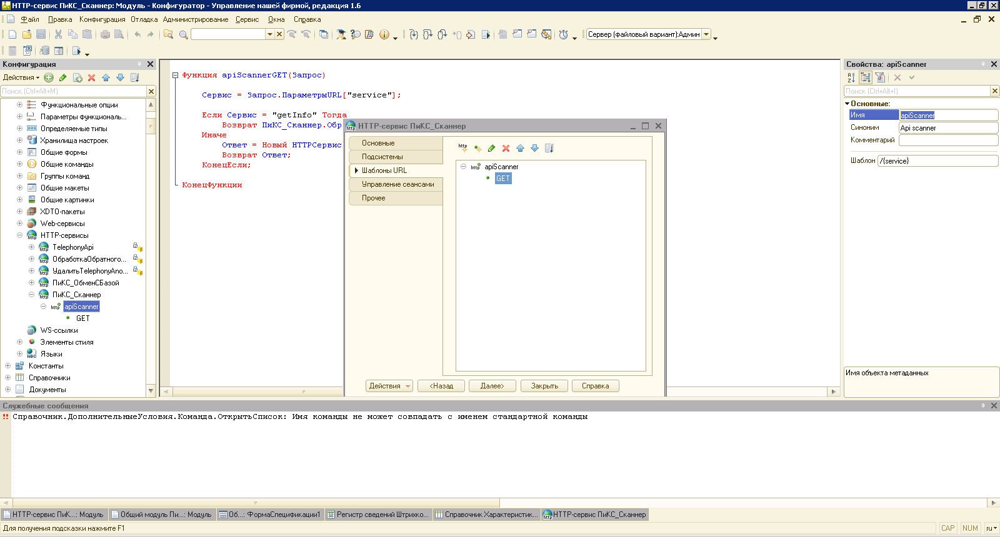 HTTP-сервис ПиКС_Сканнер: Модуль - Конфигуратор - Управление нашей фирмой, редакция 1.6
Файл Правка Конфигурация Отладка Администрирование Сервис Окна Справка
Сервер (файловый вариант):Админ
Конфигурация
Действия
Поиск (Ctrl+Alt+M)
Функциональные опции
Параметры функциональ...
Определяемые типы
Хранилища настроек
Общие формы
Общие команды
Группы команд
Общие макеты
Общие картинки
XDTO-пакеты
Web-сервисы
HTTP-сервисы
TelephonyApi
ОбработкаОбратного...
УдалитьTelephonyAno...
ПиКС_ОбменСБазой
ПиКС_Сканнер
apiScanner
GET
WS-ссылки
Элементы стиля
Языки
Константы
Справочники
Документы
Функция apiScannerGET(Запрос)
Сервис = Запрос.ПараметрыURL["service"];
Если Сервис = "getInfo" Тогда
Возврат ПиКС_Сканнер.Обр
Иначе
Ответ = Новый HTTPСервис
Возврат Ответ;
КонецЕсли;
КонецФункции
HTTP-сервис ПиКС_Сканнер
Основные
Подсистемы
Шаблоны URL
Управление сеансами
Прочее
http
http apiScanner
GET
Действия <Назад Далее> Закрыть Справка
Свойства: apiScanner
Поиск (Ctrl+Alt+I)
Основные:
Имя apiScanner
Синоним Api scanner
Комментарий
Шаблон /{service}
Имя объекта метаданных
Служебные сообщения
!! Справочник.ДополнительныеУсловия.Команда.ОткрытьСписок: Имя команды не может совпадать с именем стандартной команды
HTTP-сервис ПиК...: Модуль Общий модуль Пи...: Модуль Об...: ФормаСпецификации1 Регистр сведений Штрихко... Справочник Характеристик... HTTP-сервис ПиКС_Сканнер
Для получения подсказки нажмите F1
CAP NUM ru